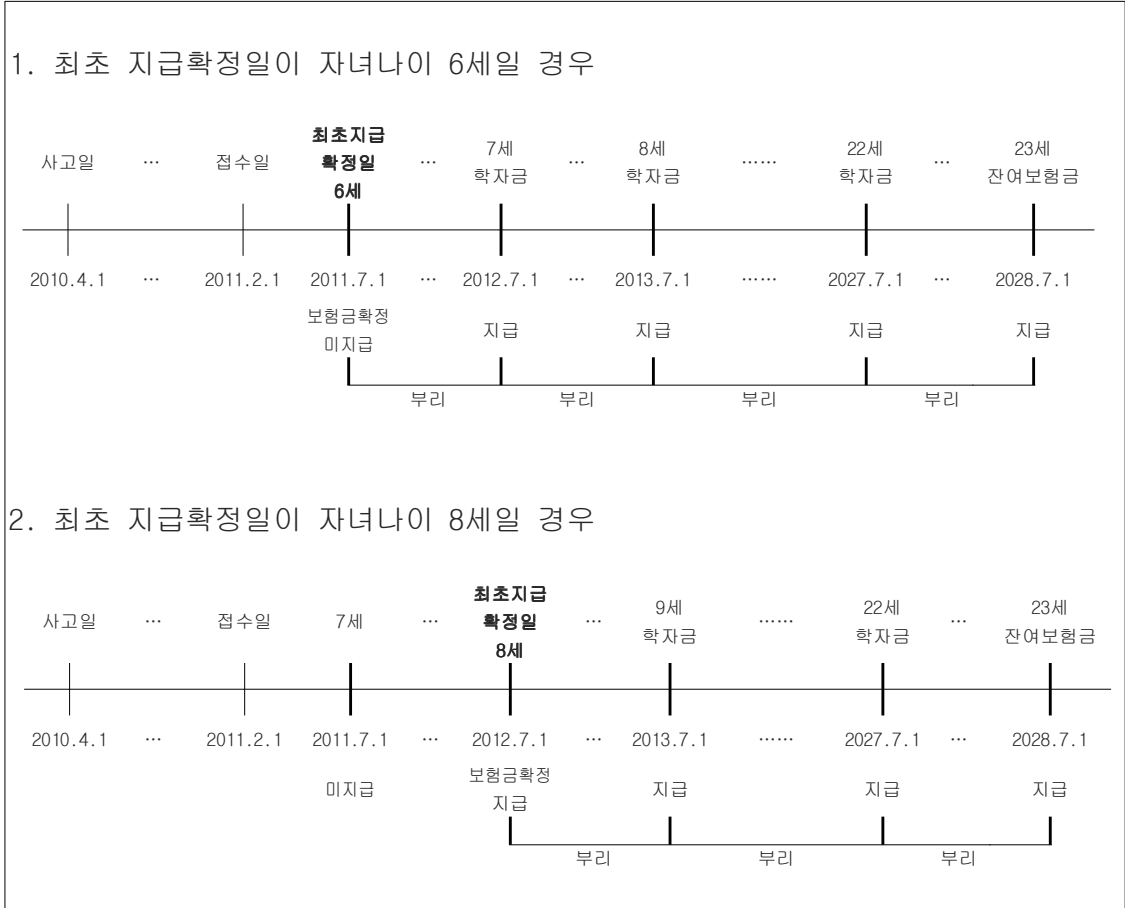 1. 최초 지급확정일이 자녀나이 6세일 경우
최초지급
사고일 … 접수일 확정일 … 7세 … 8세 …… 22세 … 23세
학자금 학자금 학자금 잔여보험금
6세
2010.4.1 … 2011.2.1 2011.7.1 … 2012.7.1 … 2013.7.1 …… 2027.7.1 … 2028.7.1
보험금확정
미지급 지급 지급 지급 지급
부리 부리 부리 부리
2. 최초 지급확정일이 자녀나이 8세일 경우
최초지급
사고일 … 접수일 7세 … 확정일 … 9세 …… 22세 … 23세
학자금 학자금 잔여보험금
8세
2010.4.1 … 2011.2.1 2011.7.1 … 2012.7.1 … 2013.7.1 …… 2027.7.1 … 2028.7.1
미지급 보험금확정 지급 지급 지급
지급
부리 부리 부리